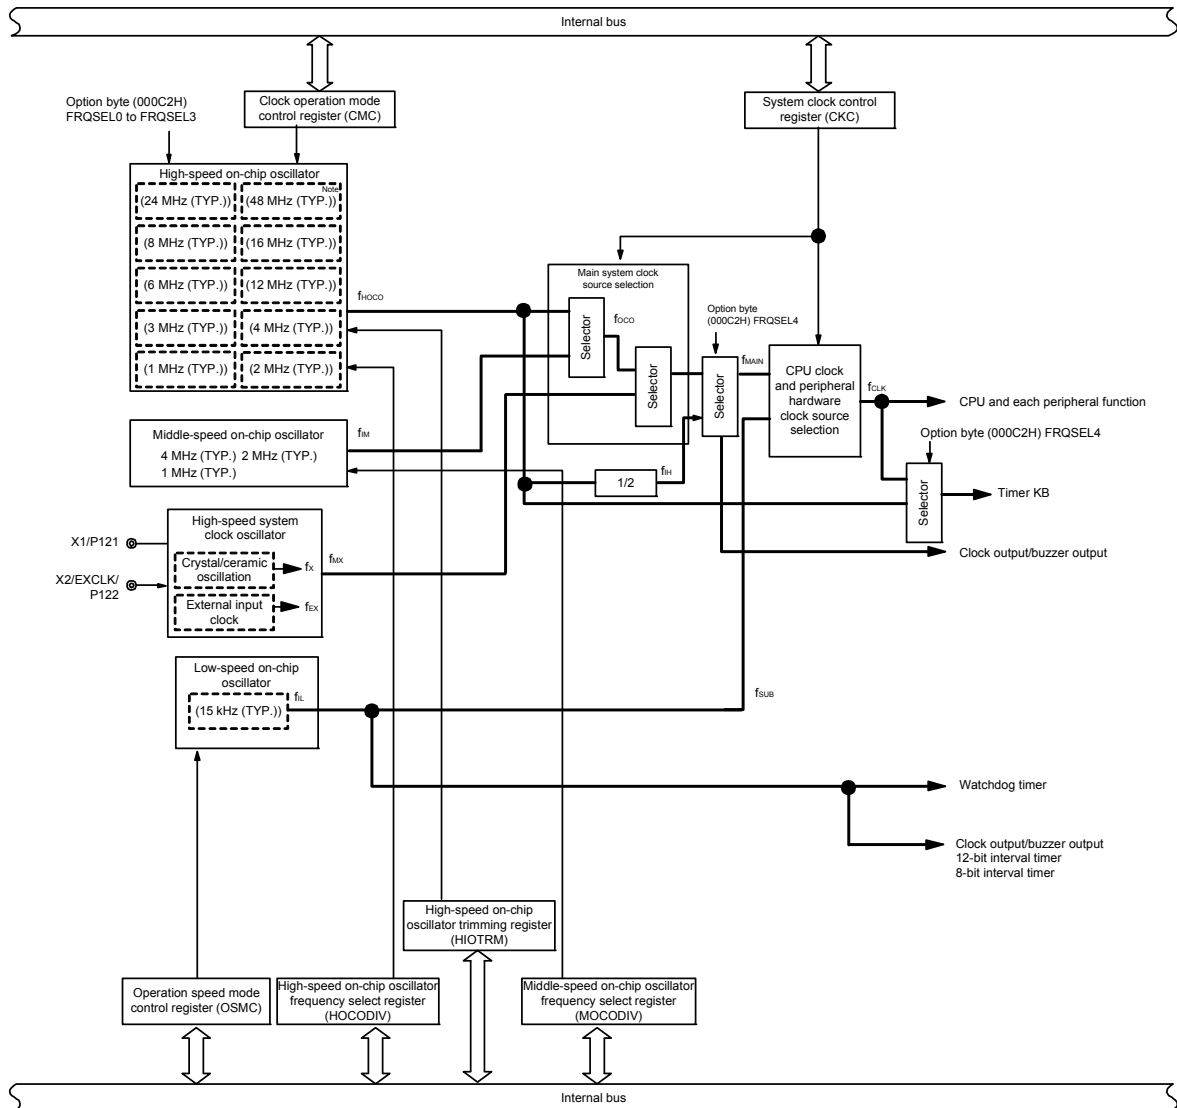 Internal bus
Option byte (000C2H)
FRQSEL0 to FRQSEL3
Clock operation mode
control register (CMC)
System clock control
register (CKC)
High-speed on-chip oscillator
Note
(24 MHz (TYP.))
(48 MHz (TYP.))
(8 MHz (TYP.))
(16 MHz (TYP.))
(6 MHz (TYP.))
(12 MHz (TYP.))
(3 MHz (TYP.))
(4 MHz (TYP.))
(1 MHz (TYP.))
(2 MHz (TYP.))
fHOCO
Main system clock
source selection
Selector
fOCO
Selector
Option byte
(000C2H) FRQSEL4
Selector
fMAIN
CPU clock
and peripheral
hardware
clock source
selection
fCLK
CPU and each peripheral function
Option byte (000C2H) FRQSEL4
Selector
Timer KB
Middle-speed on-chip oscillator
4 MHz (TYP.) 2 MHz (TYP.)
1 MHz (TYP.)
fIM
1/2
fIH
Clock output/buzzer output
X1/P121
X2/EXCLK/
P122
High-speed system
clock oscillator
Crystal/ceramic
oscillation
fX
External input
clock
fEX
fMX
Low-speed on-chip
oscillator
(15 kHz (TYP.))
fIL
fSUB
Watchdog timer
Clock output/buzzer output
12-bit interval timer
8-bit interval timer
High-speed on-chip
oscillator trimming register
(HIOTRM)
Operation speed mode
control register (OSMC)
High-speed on-chip oscillator
frequency select register
(HOCODIV)
Middle-speed on-chip oscillator
frequency select register
(MOCODIV)
Internal bus